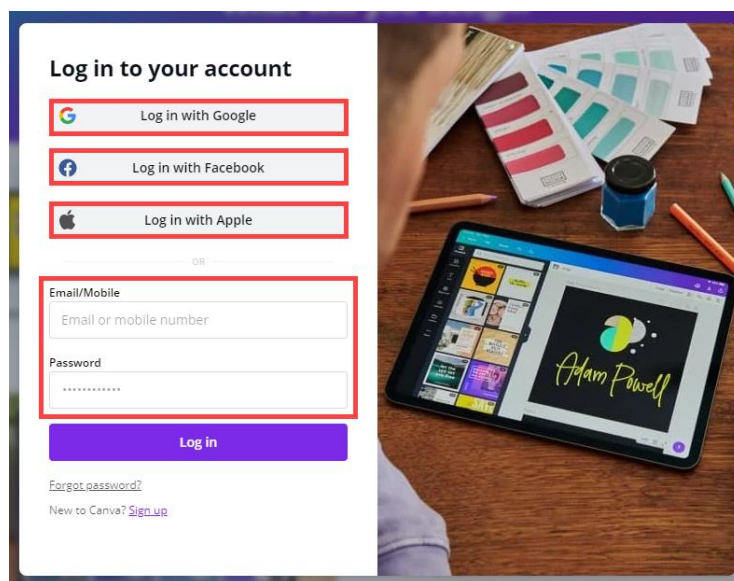 Log in to your account
Log in with Google
Log in with Facebook
Log in with Apple
OR
Email/Mobile
Email or mobile number
Password
Log in
Forgot password?
New to Canva? Sign up
Adam Powell